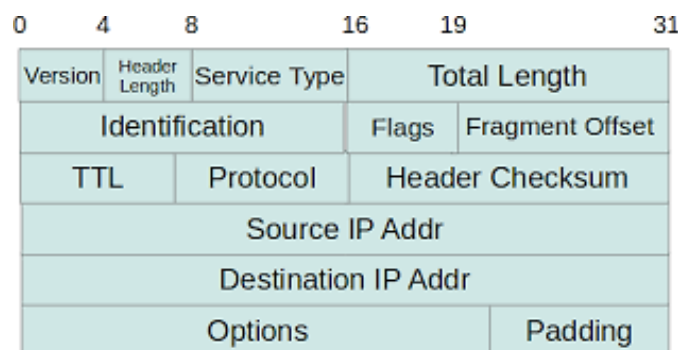 0 4 8 16 19 31
Version Header Length Service Type Total Length
Identification Flags Fragment Offset
TTL Protocol Header Checksum
Source IP Addr
Destination IP Addr
Options Padding